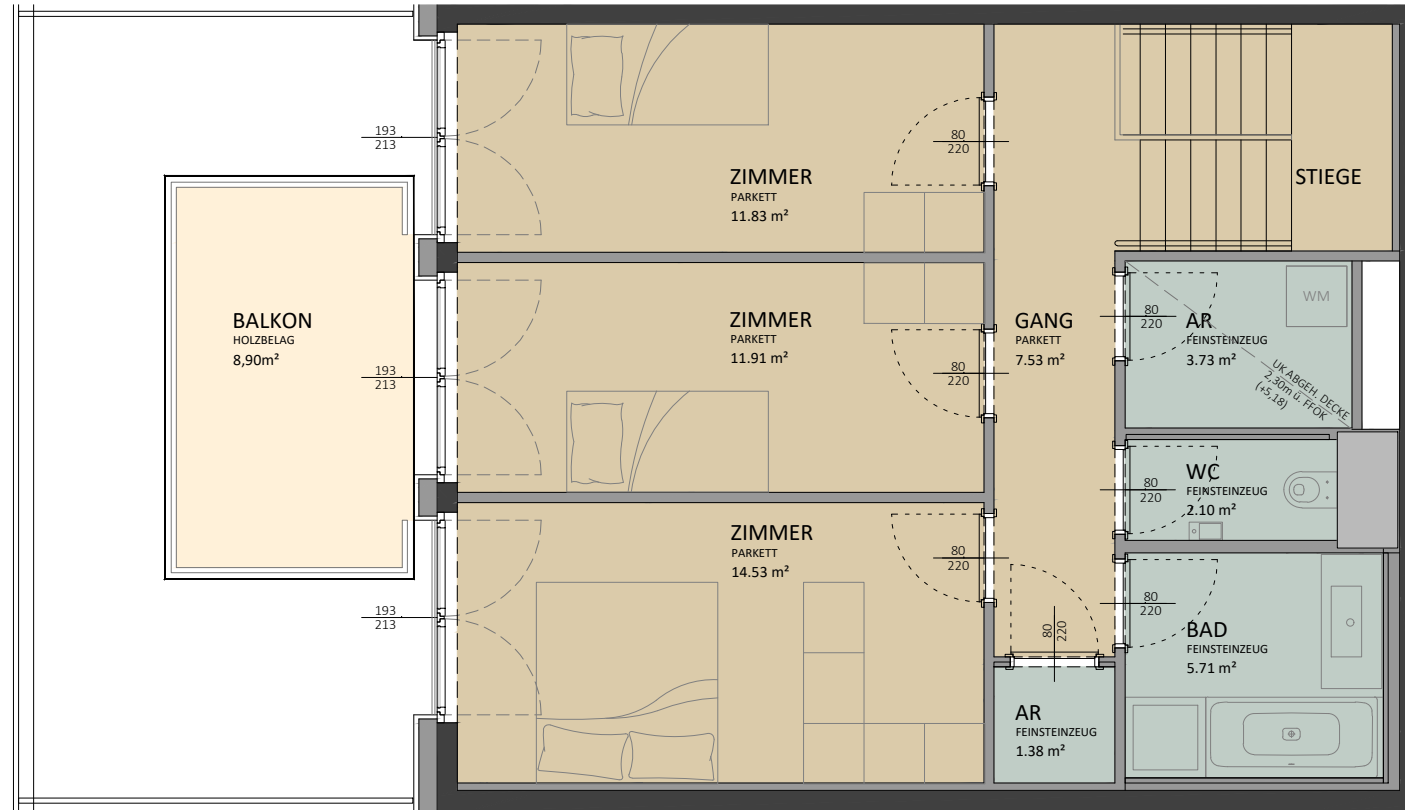 193
213
80
220
ZIMMER
PARKETT
11.83 m²
STIEGE
BALKON
HOLZBELAG
8,90m²
193
213
ZIMMER
PARKETT
11.91 m²
80
220
GANG
PARKETT
7.53 m²
80
220
AR
FEINSTEINZEUG
3.73 m²
WM
UK ABGEH. DECKE
2,30m ü. FFOK
(+5,18)
80
220
WC
FEINSTEINZEUG
2.10 m²
193
213
ZIMMER
PARKETT
14.53 m²
80
220
80
220
80
220
BAD
FEINSTEINZEUG
5.71 m²
AR
FEINSTEINZEUG
1.38 m²